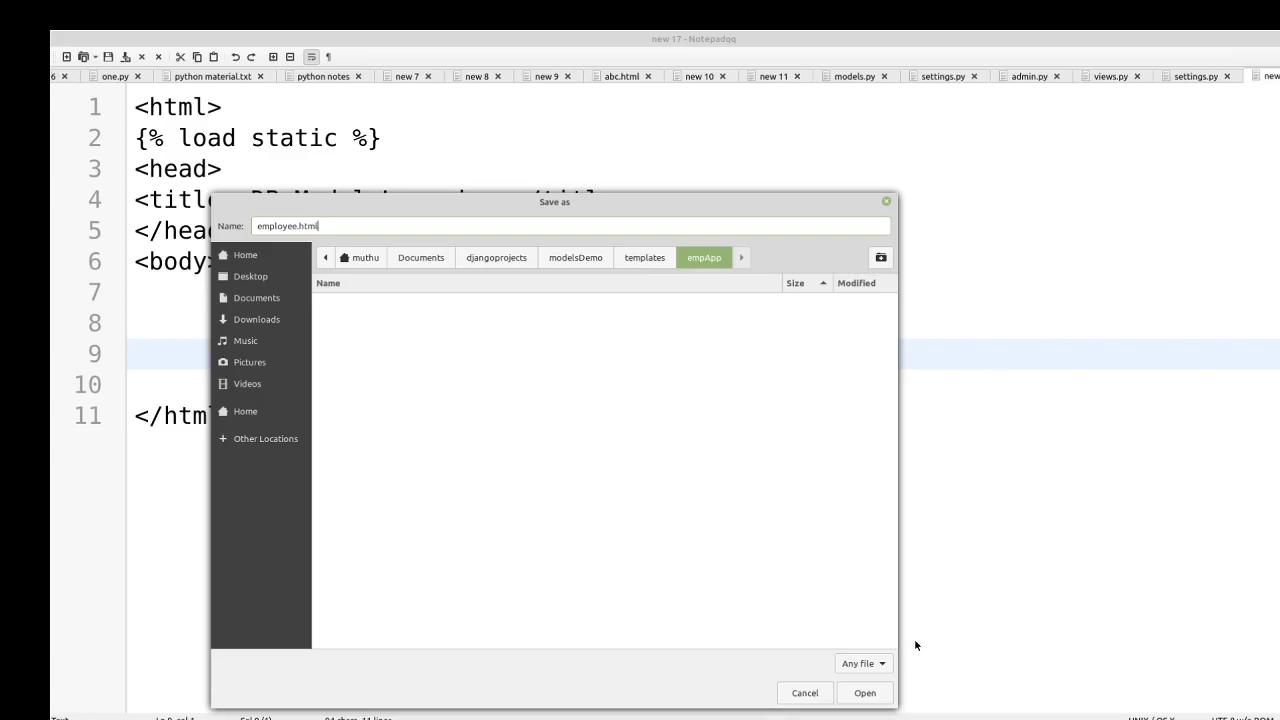 new 17 - Notepadqq
6 one.py python material.txt python notes new 7 new 8 new 9 abc.html new 10 new 11 models.py settings.py admin.py views.py settings.py new
1 <html>
2 {% load static %}
3 <head>
4 <title
5 </head
6 <body>
7
8
9
10
11 </html
Save as
Name: employee.html
muthu Documents djangoprojects modelsDemo templates empApp
Name Size Modified
Home
Desktop
Documents
Downloads
Music
Pictures
Videos
Home
+ Other Locations
Any file
Cancel Open